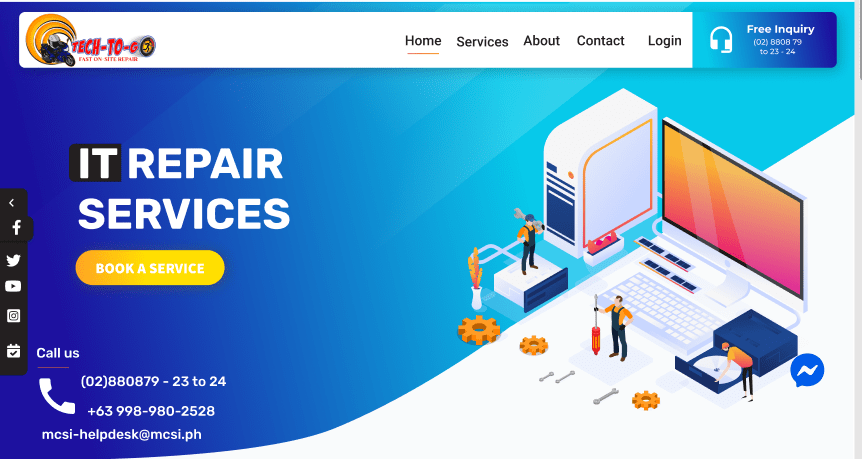 TECH-TO-GO
FAST ON SITE REPAIR
Home
Services
About
Contact
Login
Free Inquiry
(02) 8808 79
to 23 - 24
IT REPAIR
SERVICES
BOOK A SERVICE
Call us
(02)880879 - 23 to 24
+63 998-980-2528
mcsi-helpdesk@mcsi.ph